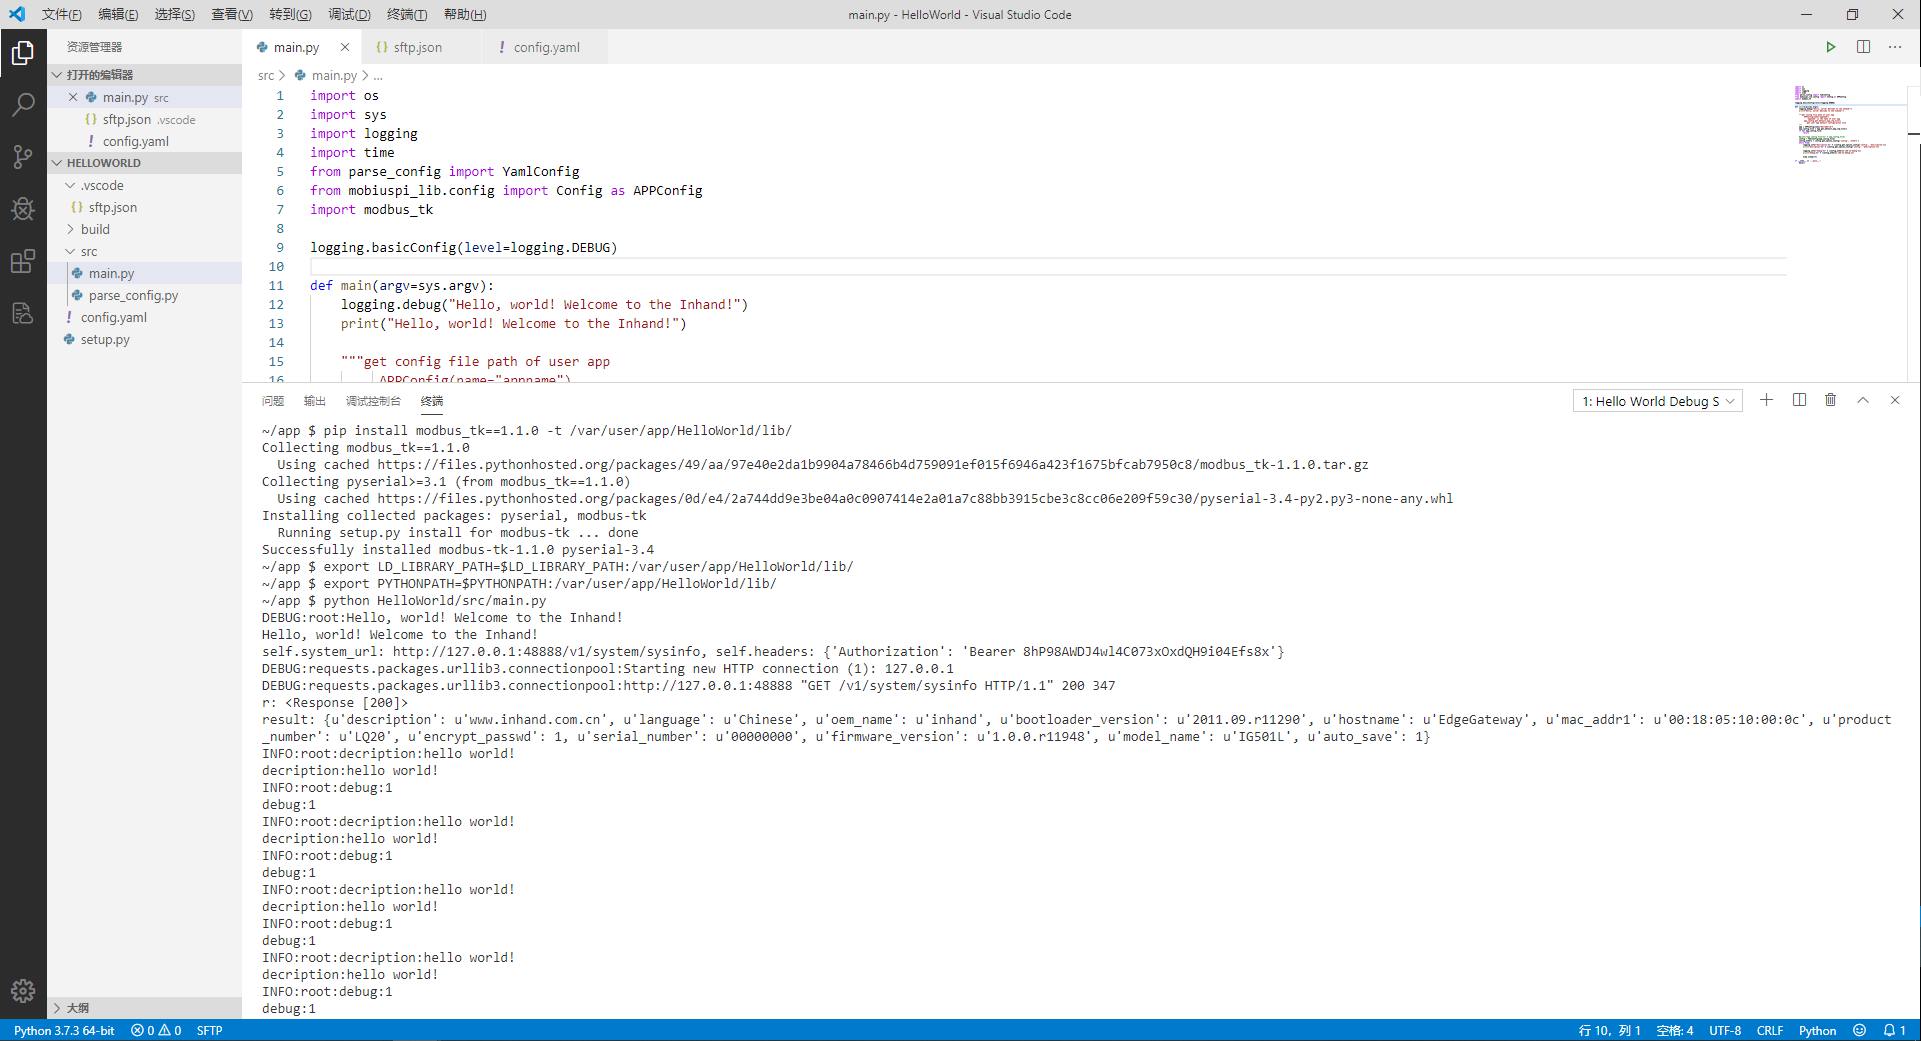 文件(F) 编辑(E) 选择(S) 查看(V) 转到(G) 调试(D) 终端(T) 帮助(H)
main.py - HelloWorld - Visual Studio Code
资源管理器
打开的编辑器
main.py src
sftp.json .vscode
config.yaml
HELLOWORLD
.vscode
sftp.json
build
src
main.py
parse_config.py
config.yaml
setup.py
大纲
main.py
sftp.json
config.yaml
src > main.py > ...
1 import os
2 import sys
3 import logging
4 import time
5 from parse_config import YamlConfig
6 from mobiuspi_lib.config import Config as APPConfig
7 import modbus_tk
8
9 logging.basicConfig(level=logging.DEBUG)
10
11 def main(argv=sys.argv):
12 logging.debug("Hello, world! Welcome to the Inhand!")
13 print("Hello, world! Welcome to the Inhand!")
14
15 """get config file path of user app
16 APPConfig(name="appname")
问题 输出 调试控制台 终端
1: Hello World Debug S
~/app $ pip install modbus_tk==1.1.0 -t /var/user/app/HelloWorld/lib/
Collecting modbus_tk==1.1.0
Using cached https://files.pythonhosted.org/packages/49/aa/97e40e2da1b9904a78466b4d759091ef015f6946a423f1675bfcab7950c8/modbus_tk-1.1.0.tar.gz
Collecting pyserial>=3.1 (from modbus_tk==1.1.0)
Using cached https://files.pythonhosted.org/packages/0d/e4/2a744dd9e3be04a0c0907414e2a01a7c88bb3915cbe3c8cc06e209f59c30/pyserial-3.4-py2.py3-none-any.whl
Installing collected packages: pyserial, modbus-tk
Running setup.py install for modbus-tk ... done
Successfully installed modbus-tk-1.1.0 pyserial-3.4
~/app $ export LD_LIBRARY_PATH=$LD_LIBRARY_PATH:/var/user/app/HelloWorld/lib/
~/app $ export PYTHONPATH=$PYTHONPATH:/var/user/app/HelloWorld/lib/
~/app $ python HelloWorld/src/main.py
DEBUG:root:Hello, world! Welcome to the Inhand!
Hello, world! Welcome to the Inhand!
self.system_url: http://127.0.0.1:48888/v1/system/sysinfo, self.headers: {'Authorization': 'Bearer 8hP98AWDJ4wl4C073xOxdQH9i04Efs8x'}
DEBUG:requests.packages.urllib3.connectionpool:Starting new HTTP connection (1): 127.0.0.1
DEBUG:requests.packages.urllib3.connectionpool:http://127.0.0.1:48888 "GET /v1/system/sysinfo HTTP/1.1" 200 347
r: <Response [200]>
result: {u'description': u'www.inhand.com.cn', u'language': u'Chinese', u'oem_name': u'inhand', u'bootloader_version': u'2011.09.r11290', u'hostname': u'EdgeGateway', u'mac_addr1': u'00:18:05:10:00:0c', u'product
_number': u'LQ20', u'encrypt_passwd': 1, u'serial_number': u'00000000', u'firmware_version': u'1.0.0.r11948', u'model_name': u'IG501L', u'auto_save': 1}
INFO:root:decription:hello world!
decription:hello world!
INFO:root:debug:1
debug:1
INFO:root:decription:hello world!
decription:hello world!
INFO:root:debug:1
debug:1
INFO:root:decription:hello world!
decription:hello world!
INFO:root:debug:1
debug:1
INFO:root:decription:hello world!
decription:hello world!
INFO:root:debug:1
debug:1
Python 3.7.3 64-bit 0 0 SFTP
行 10，列 1 空格: 4 UTF-8 CRLF Python 1